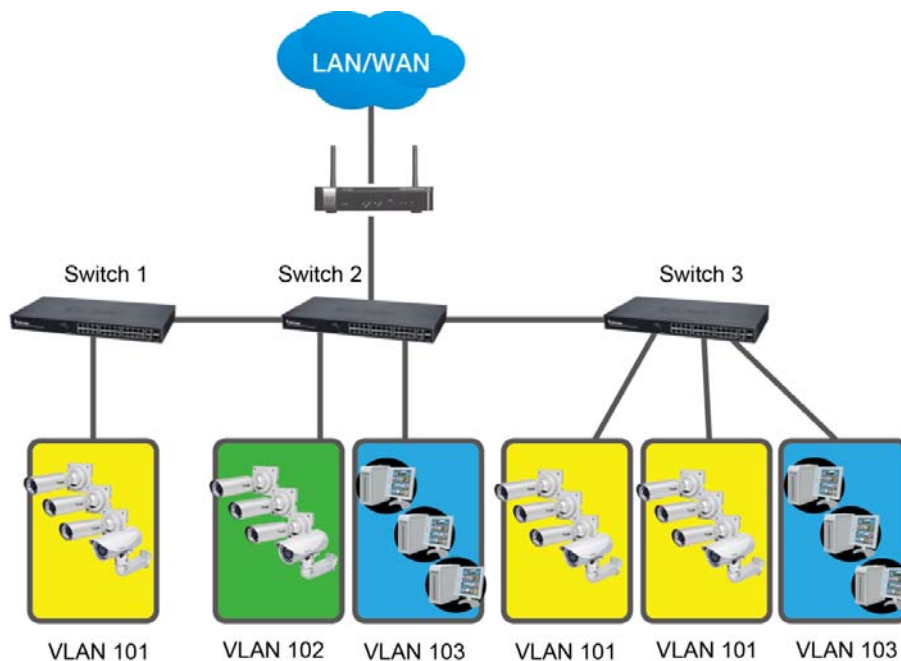 LAN/WAN
Switch 1
Switch 2
Switch 3
VLAN 101
VLAN 102
VLAN 103
VLAN 101
VLAN 101
VLAN 103